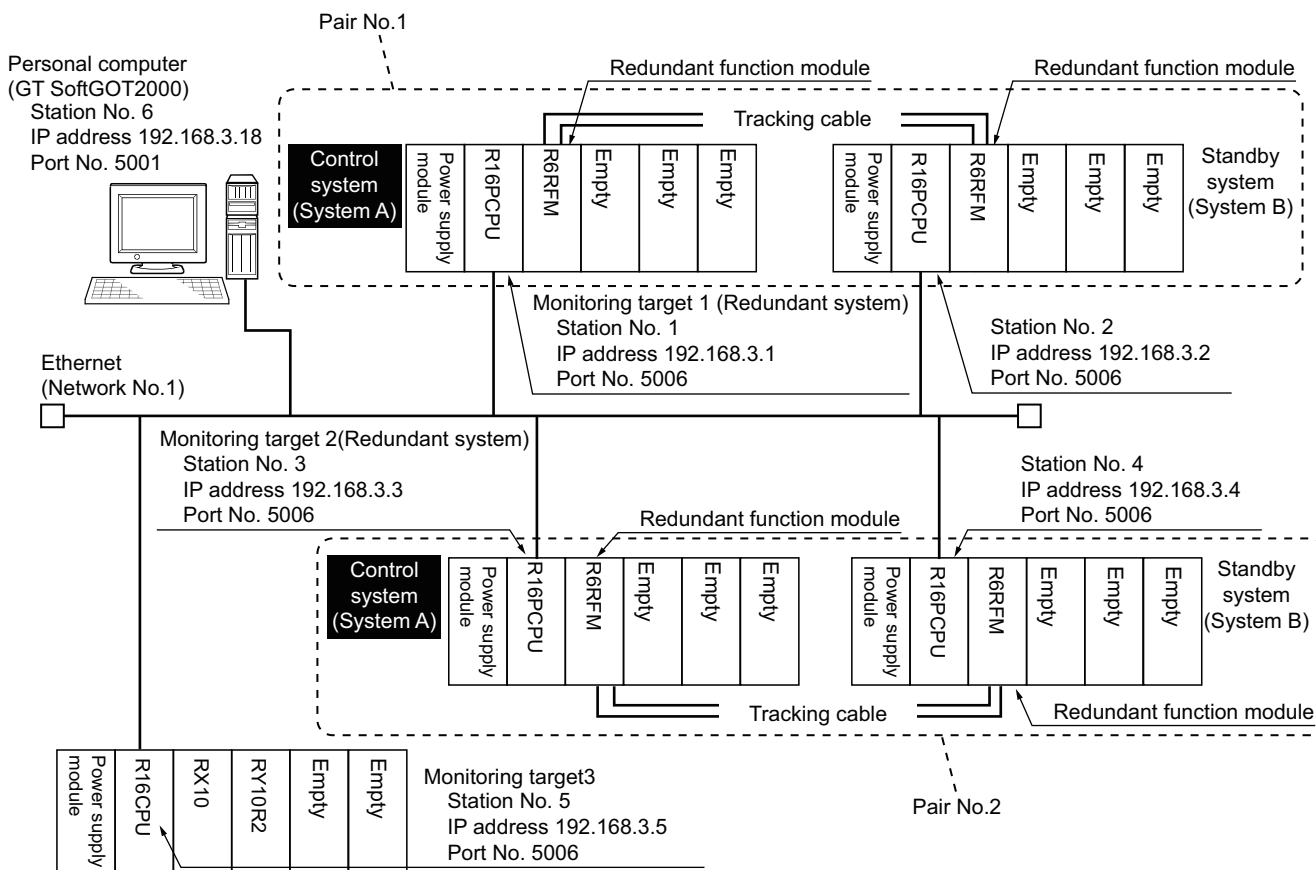 Pair No.1
Personal computer
(GT SoftGOT2000)
Station No. 6
IP address 192.168.3.18
Port No. 5001
Redundant function module
Redundant function module
Tracking cable
Control
system
(System A)
Power supply
module
R16PCPU
R6RFM
Empty
Empty
Empty
Power supply
module
R16PCPU
R6RFM
Empty
Empty
Empty
Standby
system
(System B)
Monitoring target 1 (Redundant system)
Station No. 1
IP address 192.168.3.1
Port No. 5006
Station No. 2
IP address 192.168.3.2
Port No. 5006
Ethernet
(Network No.1)
Monitoring target 2(Redundant system)
Station No. 3
IP address 192.168.3.3
Port No. 5006
Station No. 4
IP address 192.168.3.4
Port No. 5006
Redundant function module
Control
system
(System A)
Power supply
module
R16PCPU
R6RFM
Empty
Empty
Empty
Power supply
module
R16PCPU
R6RFM
Empty
Empty
Empty
Standby
system
(System B)
Tracking cable
Redundant function module
Pair No.2
Power supply
module
R16CPU
RX10
RY10R2
Empty
Empty
Monitoring target3
Station No. 5
IP address 192.168.3.5
Port No. 5006